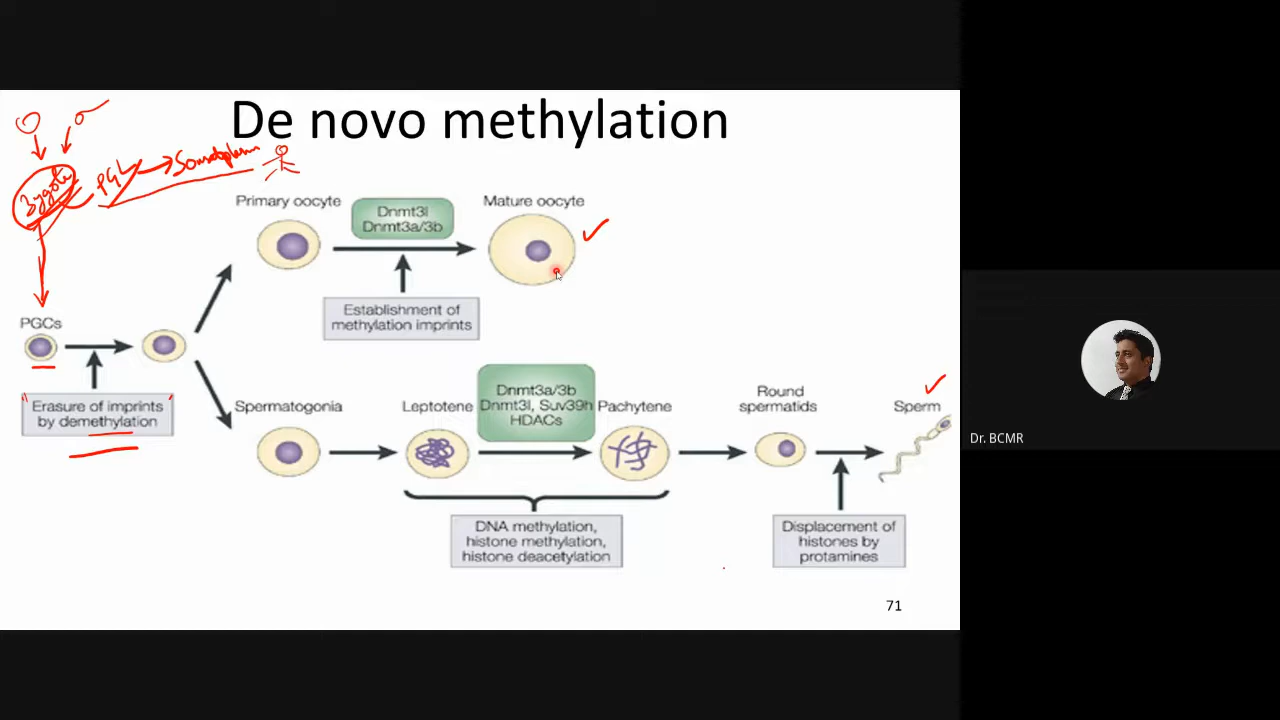 De novo methylation
Zygote
Primary oocyte
Dnmt3l
Dnmt3a/3b
Mature oocyte
Establishment of
methylation imprints
PGCs
"Erasure of imprints"
by demethylation
Spermatogonia
Leptotene
Dnmt3a/3b
Dnmt3l, Suv39h
HDACs
Pachytene
Round
spermatids
Sperm
DNA methylation,
histone methylation,
histone deacetylation
Displacement of
histones by
protamines
71
Dr. BCMR